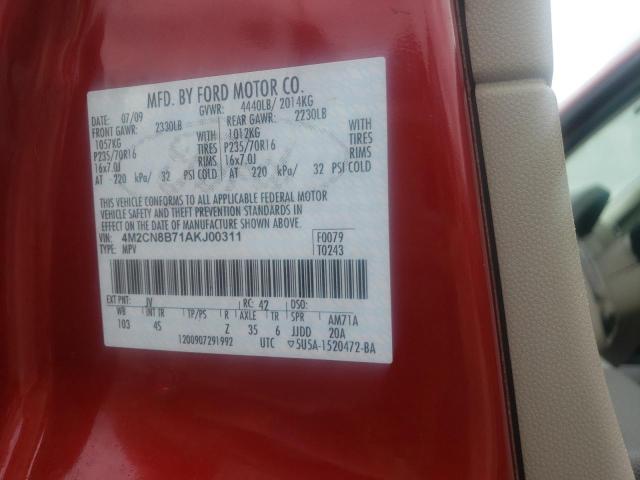 MFD. BY FORD MOTOR CO.
DATE: 07/09 GVWR: 4440LB/ 2014KG
FRONT GAWR: 2330LB REAR GAWR: 2230LB
1057KG WITH 1012KG WITH
P235/70R16 TIRES P235/70R16 TIRES
16x7.0J RIMS 16x7.0J RIMS
AT 220 kPa/ 32 PSI COLD AT 220 kPa/ 32 PSI COLD
THIS VEHICLE CONFORMS TO ALL APPLICABLE FEDERAL MOTOR
VEHICLE SAFETY AND THEFT PREVENTION STANDARDS IN
EFFECT ON THE DATE OF MANUFACTURE SHOWN ABOVE.
VIN: 4M2CN8B71AKJ00311 F0079
TYPE: MPV T0243
EXT PNT: JV RC: 42 DSO:
WB INT TR TP/PS R AXLE TR SPR AM71A
103 45 Z 35 6 JJDD 20A
1200907291992 UTC ▽5U5A-1520472-BA